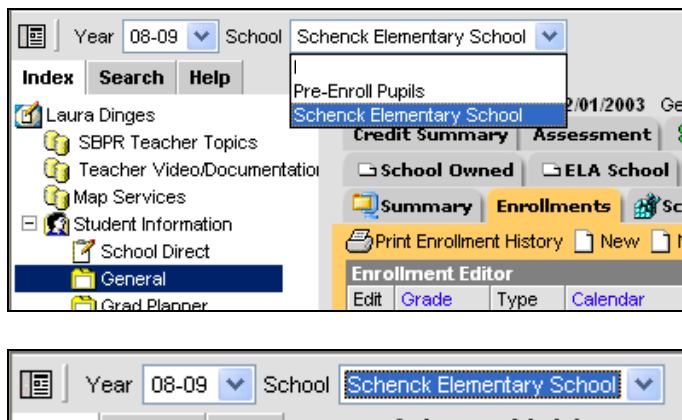 Year 08-09 School Schenck Elementary School
Index Search Help
Pre-Enroll Pupils
Schenck Elementary School
2/01/2003 Ge
Laura Dinges
SBPR Teacher Topics
Teacher Video/Documentatio
Map Services
Student Information
School Direct
General
Grad Planner
Credit Summary Assessment
School Owned ELA School
Summary Enrollments Sc
Print Enrollment History New
Enrollment Editor
Edit Grade Type Calendar
Year 08-09 School Schenck Elementary School